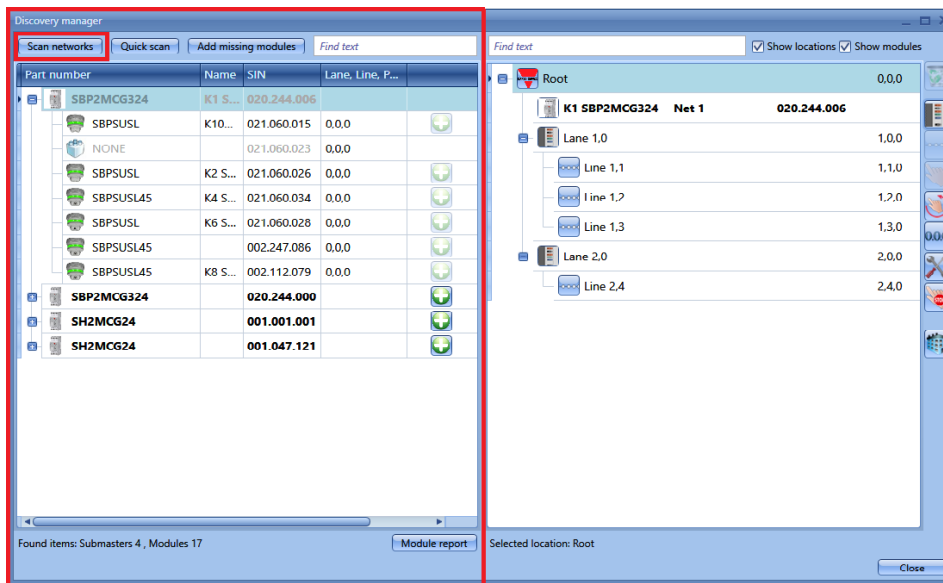 Discovery manager
Scan networks Quick scan Add missing modules Find text
Part number Name SIN Lane, Line, P...
SBP2MCG324 K1 S... 020.244.006
SBPSUSL K10... 021.060.015 0,0,0
NONE 021.060.023 0,0,0
SBPSUSL K2 S... 021.060.026 0,0,0
SBPSUSL45 K4 S... 021.060.034 0,0,0
SBPSUSL K6 S... 021.060.028 0,0,0
SBPSUSL45 002.247.086 0,0,0
SBPSUSL45 K8 S... 002.112.079 0,0,0
SBP2MCG324 020.244.000
SH2MCG24 001.001.001
SH2MCG24 001.047.121
Found items: Submasters 4 , Modules 17 Module report
Find text Show locations Show modules
Root 0,0,0
K1 SBP2MCG324 Net 1 020.244.006
Lane 1,0 1,0,0
Line 1,1 1,1,0
Line 1,2 1,2,0
Line 1,3 1,3,0
Lane 2,0 2,0,0
Line 2,4 2,4,0
Selected location: Root
Close